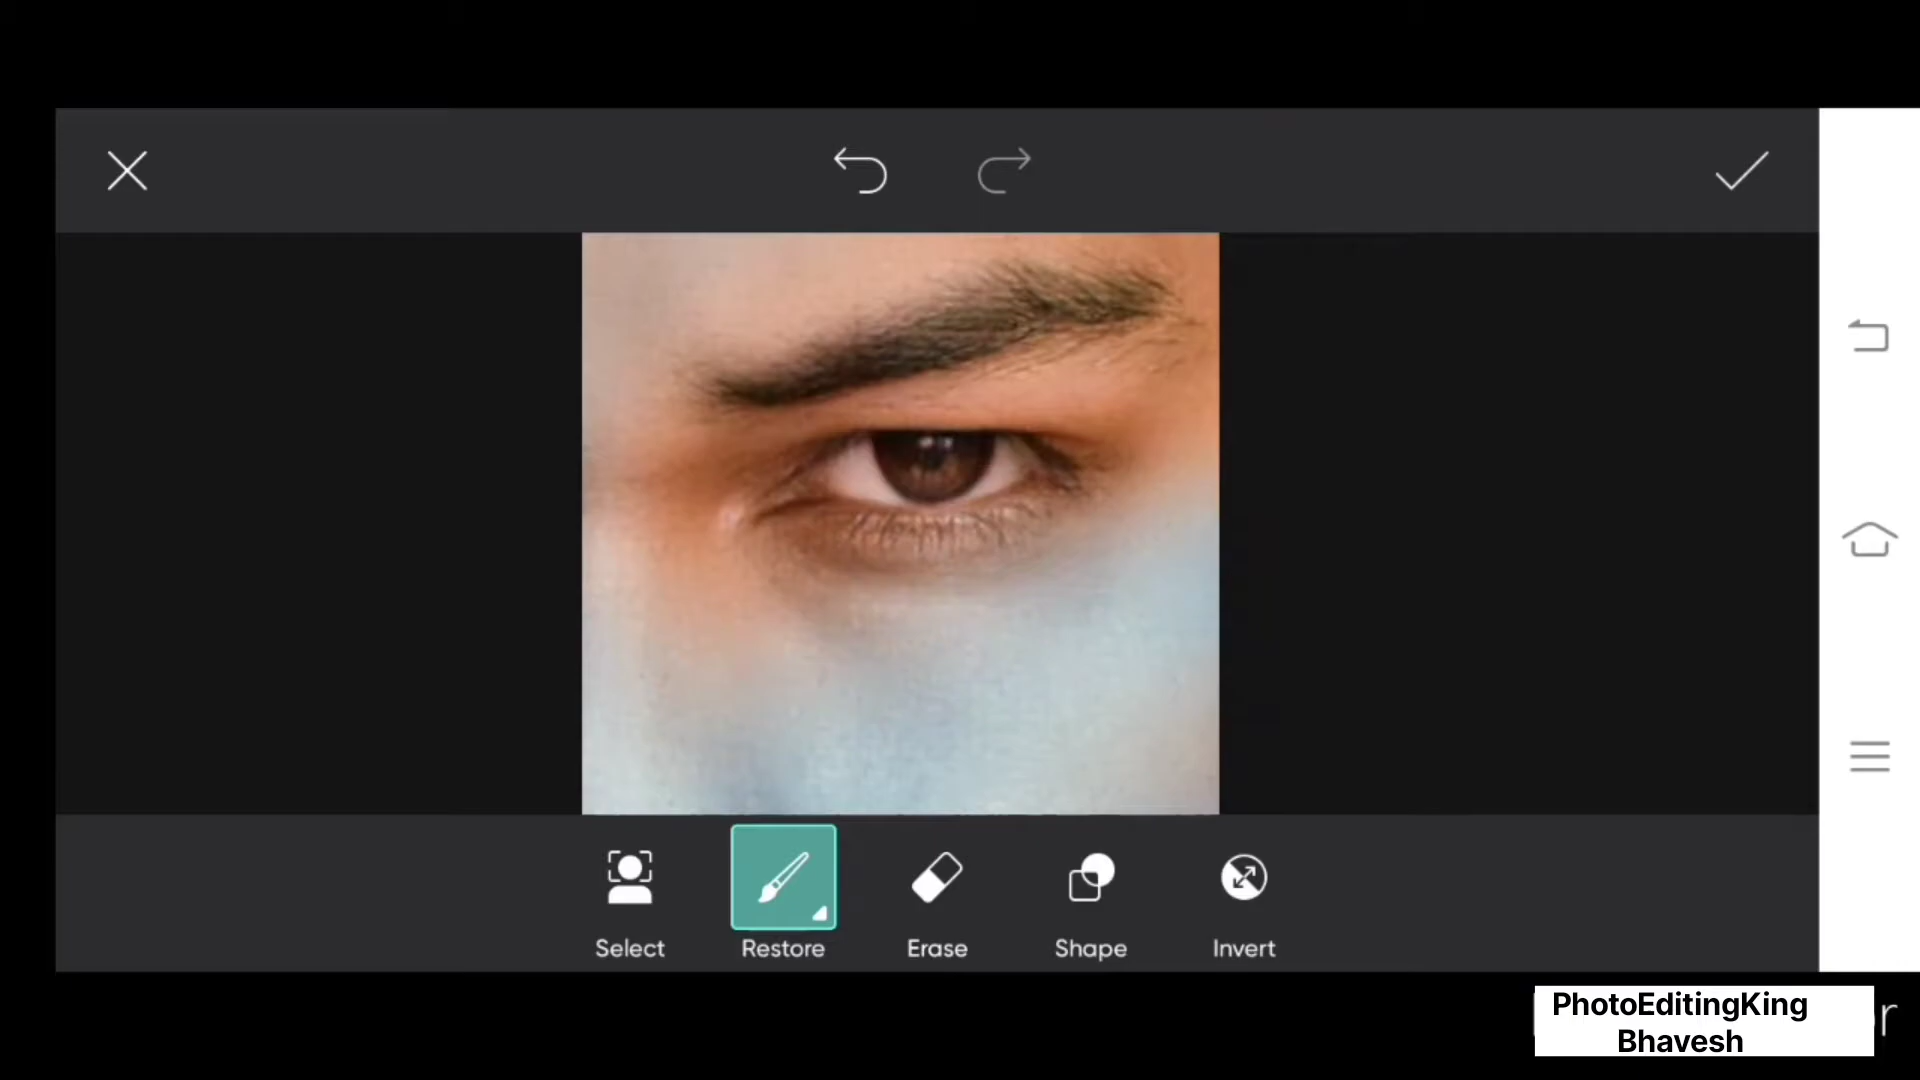 Select
Restore
Erase
Shape
Invert
PhotoEditingKing
Bhavesh
r